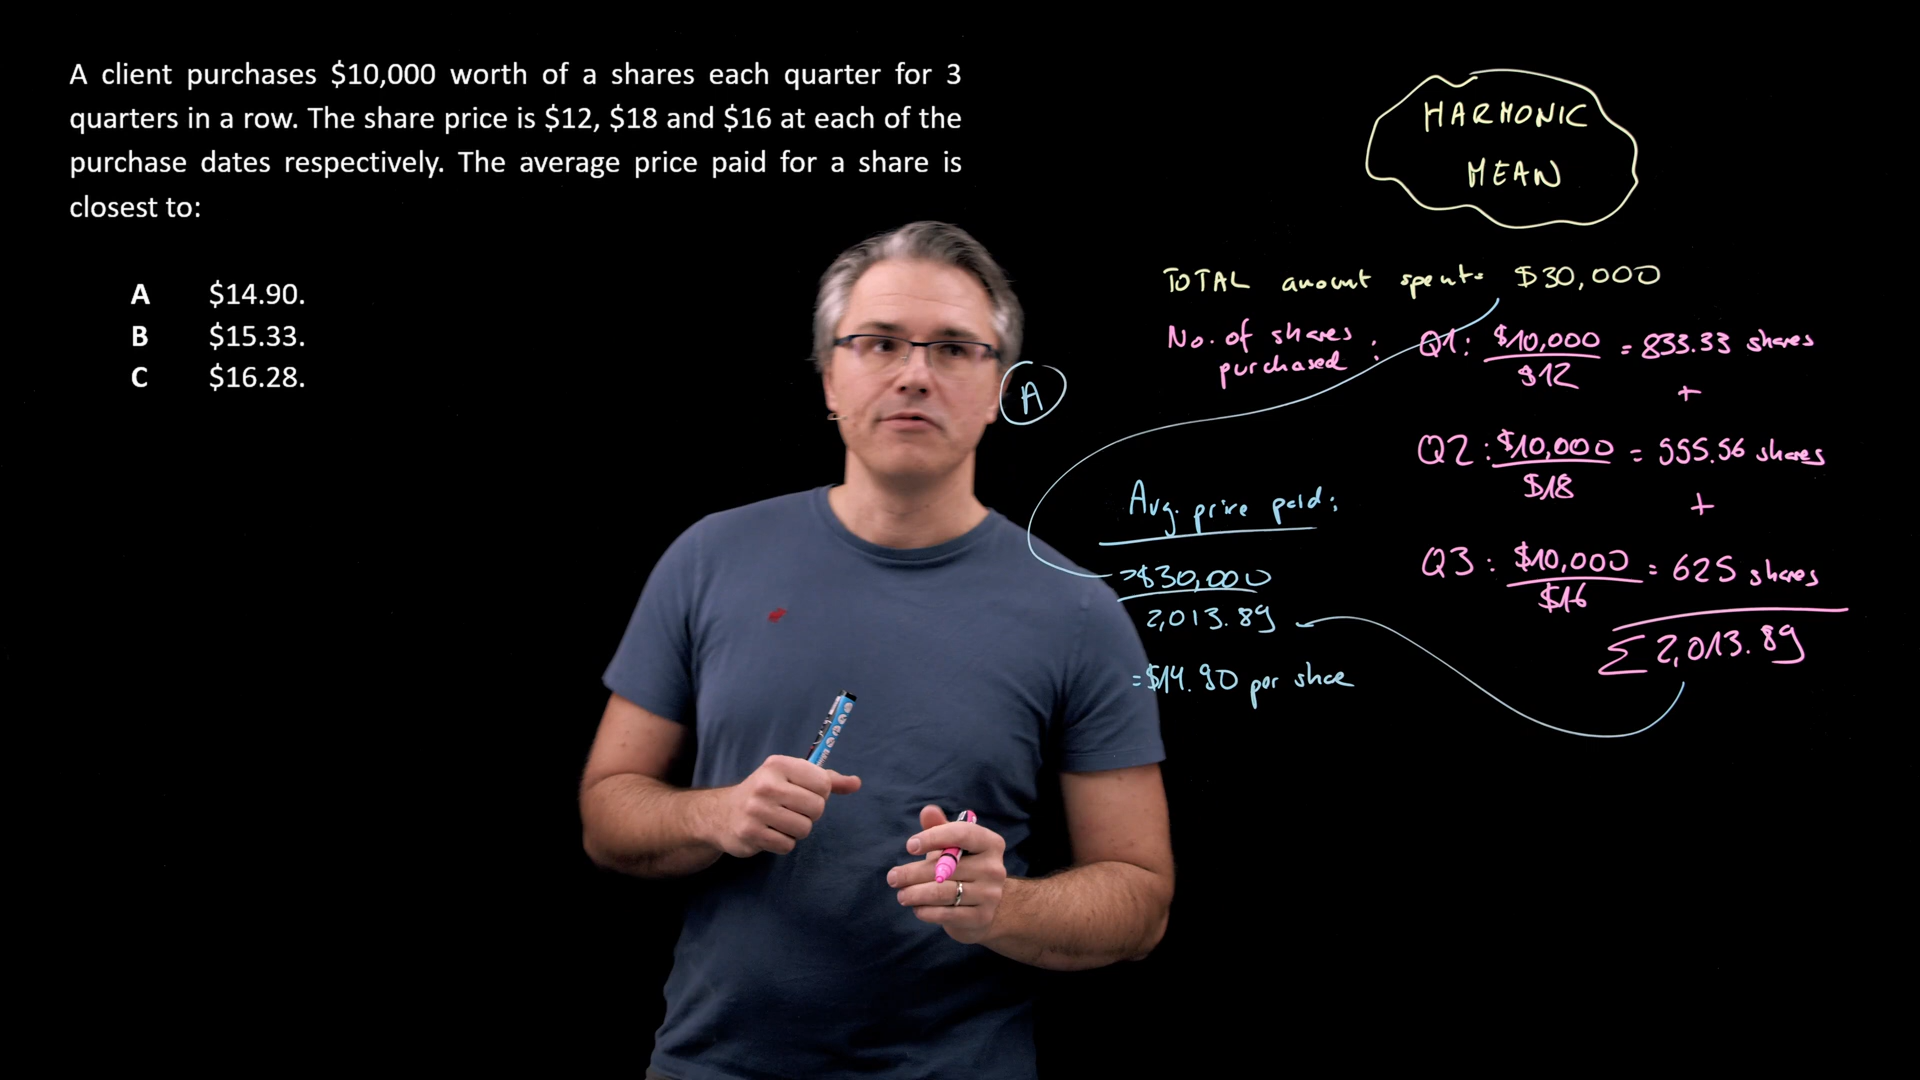 A client purchases $10,000 worth of a shares each quarter for 3
quarters in a row. The share price is $12, $18 and $16 at each of the
purchase dates respectively. The average price paid for a share is
closest to:
A $14.90.
B $15.33.
C $16.28.
HARMONIC
MEAN
TOTAL amount spent: $30,000
No. of shares
purchased :
Q1: $10,000 = 833.33 shares
$12
+
Q2: $10,000 = 555.56 shares
$18
+
Q3: $10,000 = 625 shares
$16
Σ 2,013.89
A
Avg. price paid:
$30,000
2,013.89
= $14.90 per share